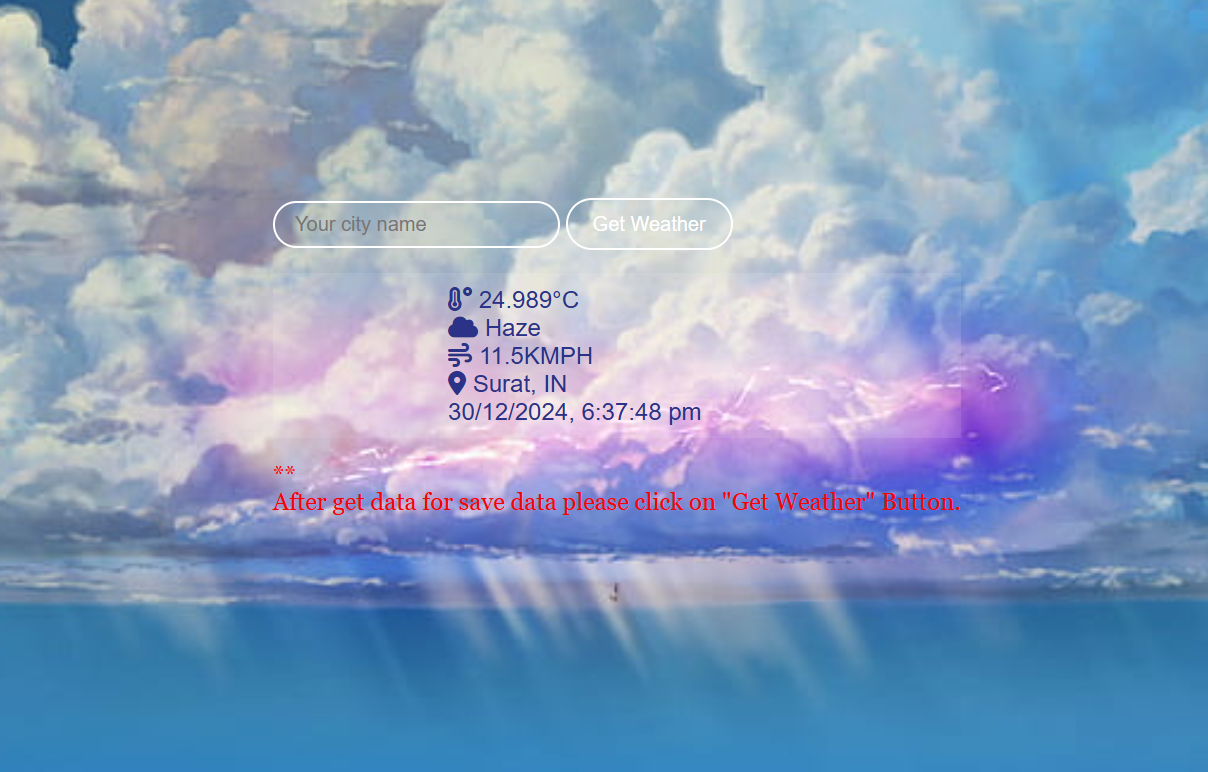 Your city name
Get Weather
24.989°C
Haze
11.5KMPH
Surat, IN
30/12/2024, 6:37:48 pm
**
After get data for save data please click on "Get Weather" Button.